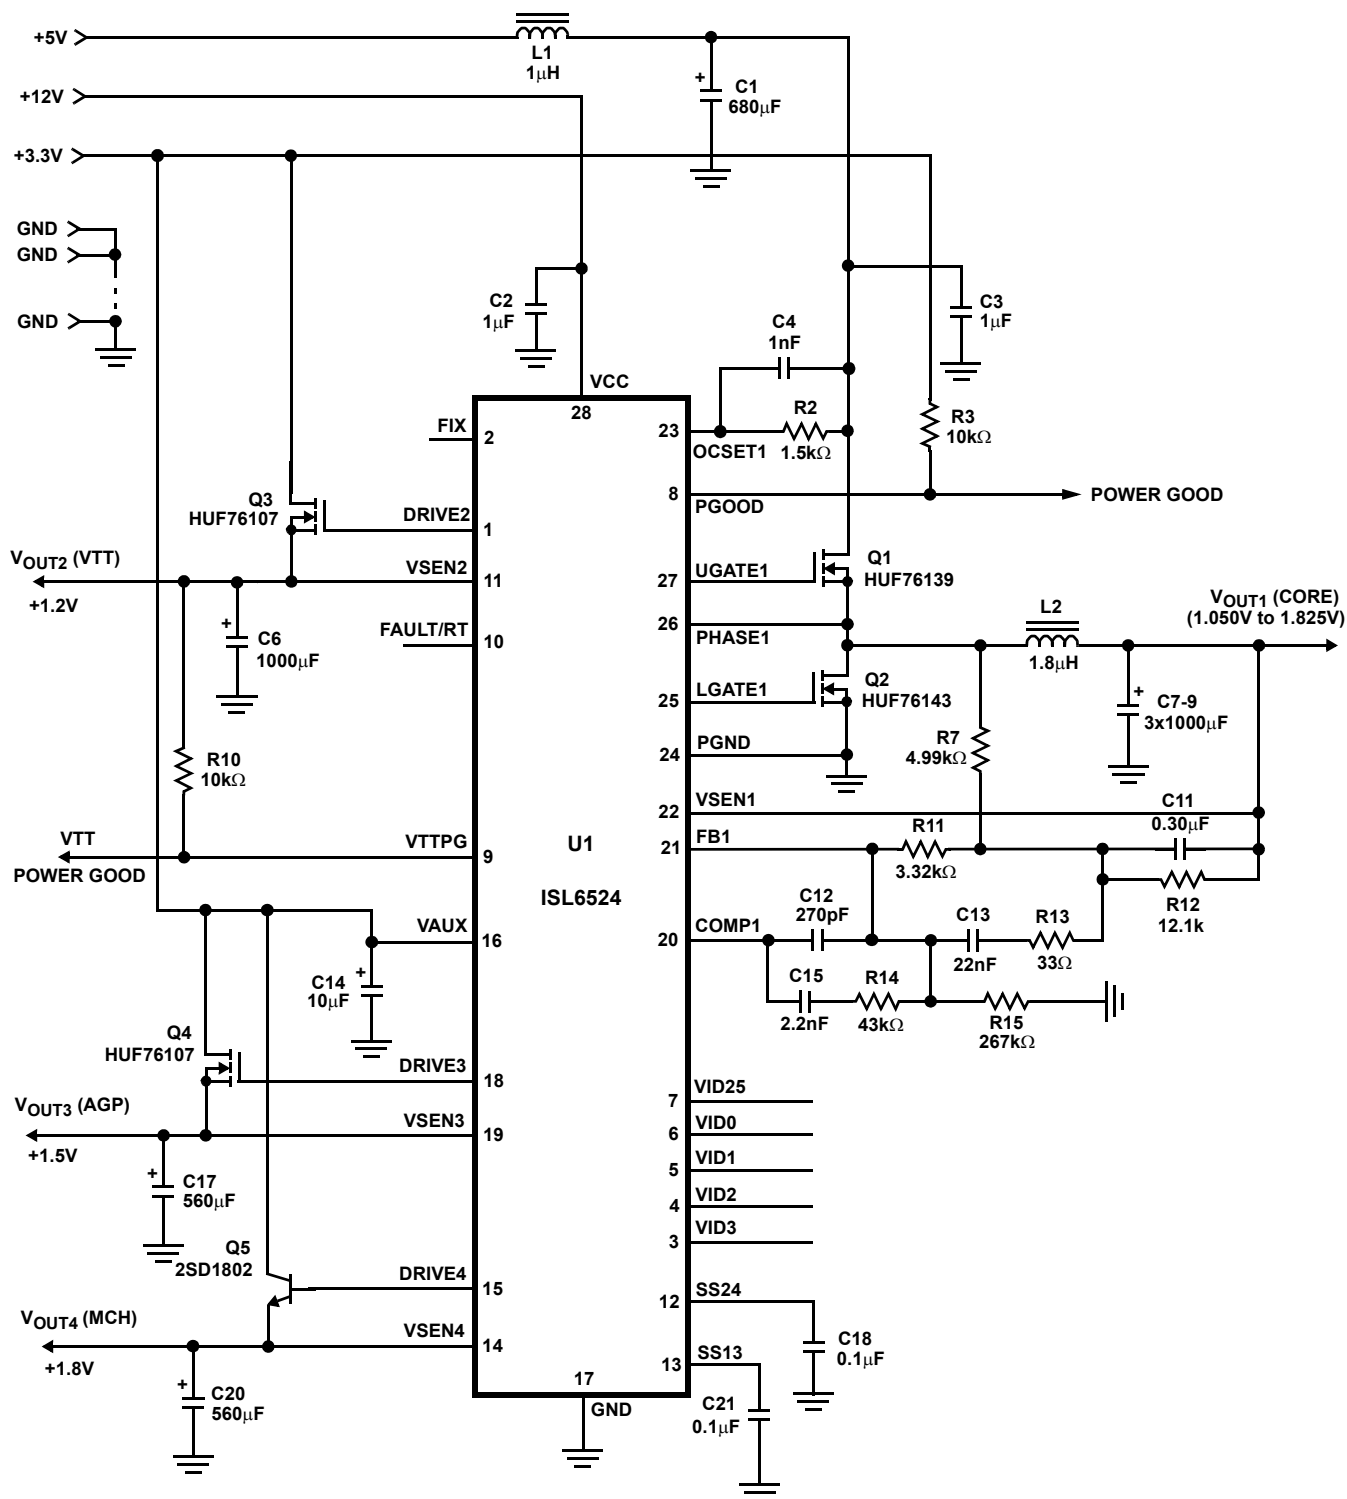 +5V
L1
1µH
+
C1
680µF
+12V
+3.3V
GND
GND
GND
C2
1µF
C3
1µF
C4
1nF
VCC
28
FIX
2
R2
1.5kΩ
23
OCSET1
R3
10kΩ
8
PGOOD
POWER GOOD
Q3
HUF76107
DRIVE2
1
VOUT2 (VTT)
+1.2V
VSEN2
11
Q1
HUF76139
UGATE1
27
+
C6
1000µF
FAULT/RT
10
26
PHASE1
L2
1.8µH
VOUT1 (CORE)
(1.050V to 1.825V)
Q2
HUF76143
LGATE1
25
+
C7-9
3x1000µF
PGND
24
R7
4.99kΩ
R10
10kΩ
VSEN1
22
C11
0.30µF
VTT
POWER GOOD
VTTPG
9
U1
ISL6524
FB1
21
R11
3.32kΩ
R12
12.1k
VAUX
16
COMP1
20
C12
270pF
C13
22nF
R13
33Ω
+
C14
10µF
C15
2.2nF
R14
43kΩ
R15
267kΩ
Q4
HUF76107
DRIVE3
18
VID25
7
VOUT3 (AGP)
+1.5V
VSEN3
19
VID0
6
VID1
5
+
C17
560µF
VID2
4
VID3
3
Q5
2SD1802
DRIVE4
15
SS24
12
VOUT4 (MCH)
+1.8V
VSEN4
14
C18
0.1µF
SS13
13
+
C20
560µF
17
GND
C21
0.1µF